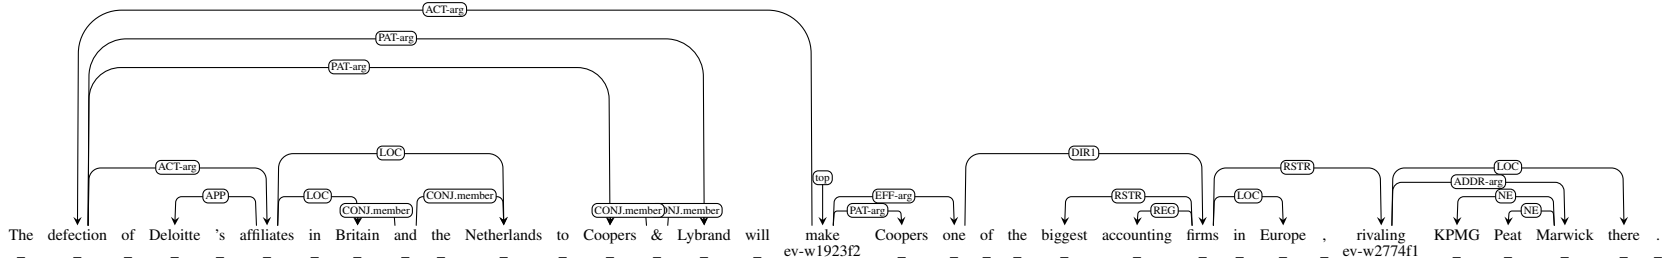 ACT-arg
PAT-arg
PAT-arg
LOC DIR1
ACT-arg RSTR LOC
top ADDR-arg
APP LOC CONJ.member EFF-arg RSTR LOC NE
CONJ.member CONJ.member NJ.member PAT-arg REG NE
The defection of Deloitte 's affiliates in Britain and the Netherlands to Coopers & Lybrand will make Coopers one of the biggest accounting firms in Europe , rivaling KPMG Peat Marwick there .
_ _ _ _ _ _ _ _ _ _ _ _ _ _ _ _ ev-w1923f2 _ _ _ _ _ _ _ _ _ _ ev-w2774f1 _ _ _ _ _